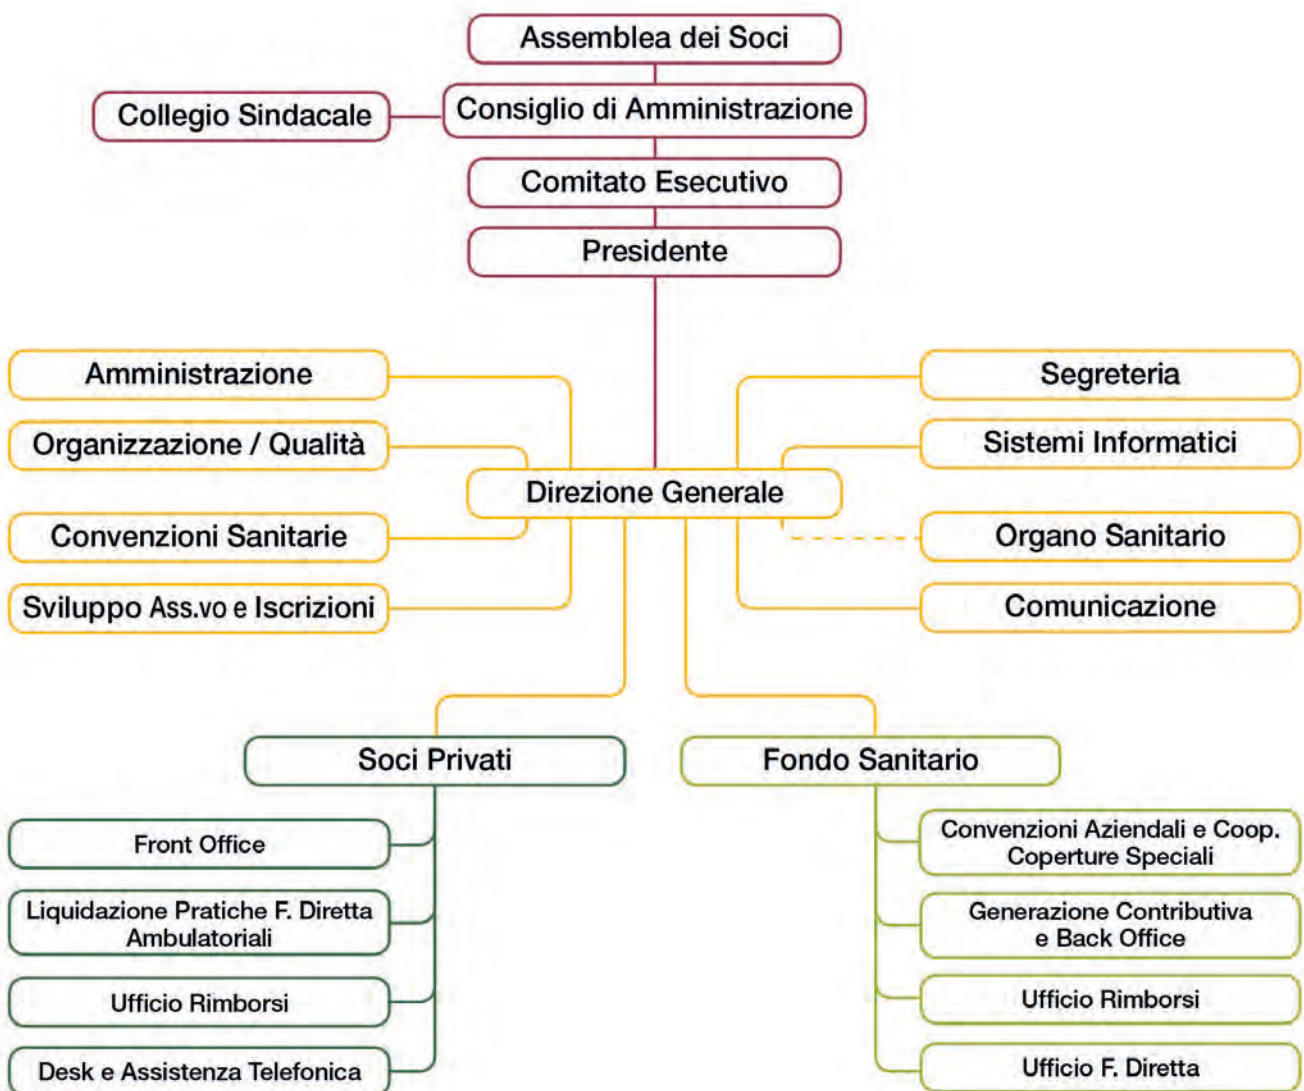 Assemblea dei Soci
Collegio Sindacale
Consiglio di Amministrazione
Comitato Esecutivo
Presidente
Amministrazione
Segreteria
Organizzazione / Qualità
Sistemi Informatici
Direzione Generale
Convenzioni Sanitarie
Organo Sanitario
Sviluppo Ass.vo e Iscrizioni
Comunicazione
Soci Privati
Fondo Sanitario
Front Office
Liquidazione Pratiche F. Diretta
Ambulatoriali
Ufficio Rimborsi
Desk e Assistenza Telefonica
Convenzioni Aziendali e Coop.
Coperture Speciali
Generazione Contributiva
e Back Office
Ufficio Rimborsi
Ufficio F. Diretta